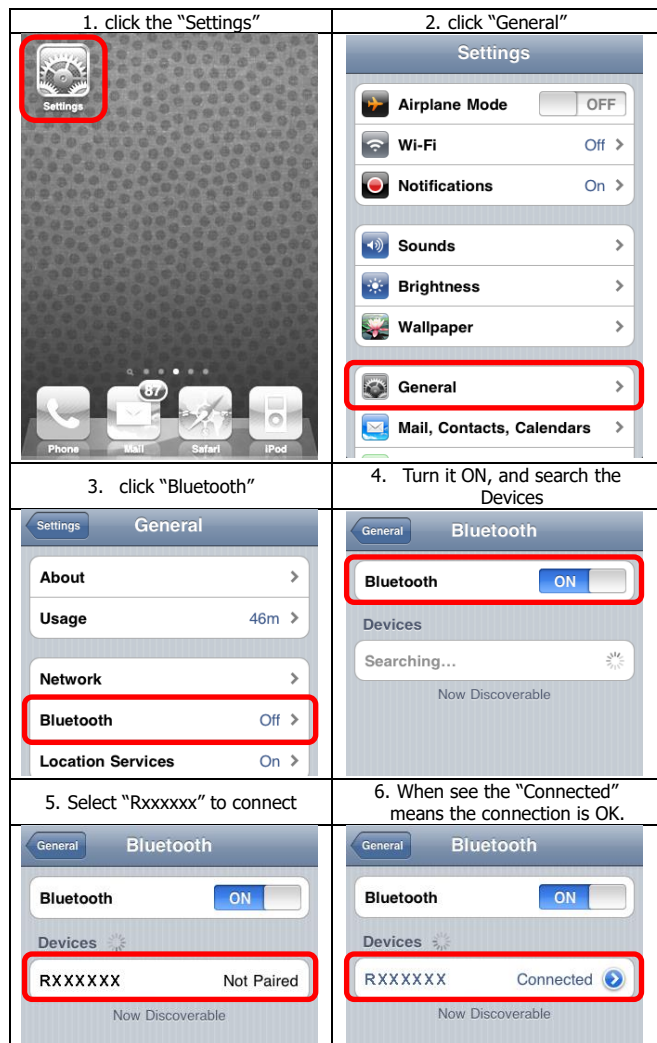 1. click the “Settings”
Settings
87
Phone
Mail
Safari
iPod
2. click “General”
Settings
Airplane Mode OFF
Wi-Fi Off
Notifications On
Sounds
Brightness
Wallpaper
General
Mail, Contacts, Calendars
3. click “Bluetooth”
Settings General
About
Usage 46m
Network
Bluetooth Off
Location Services On
4. Turn it ON, and search the
Devices
General Bluetooth
Bluetooth ON
Devices
Searching...
Now Discoverable
5. Select “Rxxxxxx” to connect
General Bluetooth
Bluetooth ON
Devices
RXXXXXX Not Paired
Now Discoverable
6. When see the “Connected”
means the connection is OK.
General Bluetooth
Bluetooth ON
Devices
RXXXXXX Connected
Now Discoverable